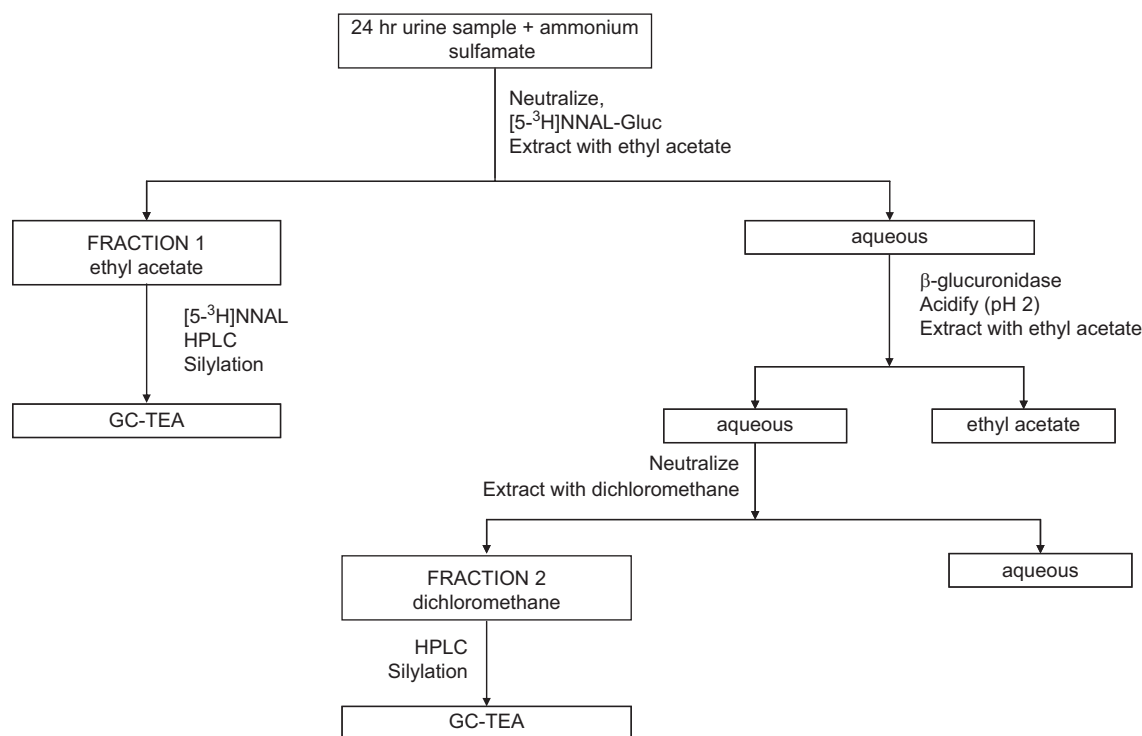 24 hr urine sample + ammonium
sulfamate
Neutralize,
[5-³H]NNAL-Gluc
Extract with ethyl acetate
FRACTION 1
ethyl acetate
aqueous
[5-³H]NNAL
HPLC
Silylation
β-glucuronidase
Acidify (pH 2)
Extract with ethyl acetate
GC-TEA
aqueous
ethyl acetate
Neutralize
Extract with dichloromethane
FRACTION 2
dichloromethane
aqueous
HPLC
Silylation
GC-TEA